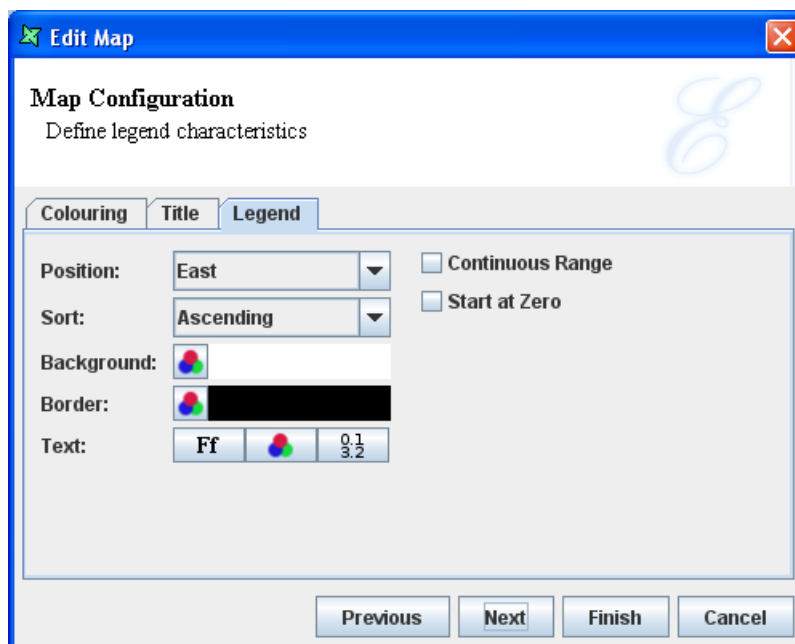 Edit Map
Map Configuration
Define legend characteristics
Colouring Title Legend
Position: East Continuous Range
Sort: Ascending Start at Zero
Background:
Border:
Text: Ff 0.1
3.2
Previous Next Finish Cancel